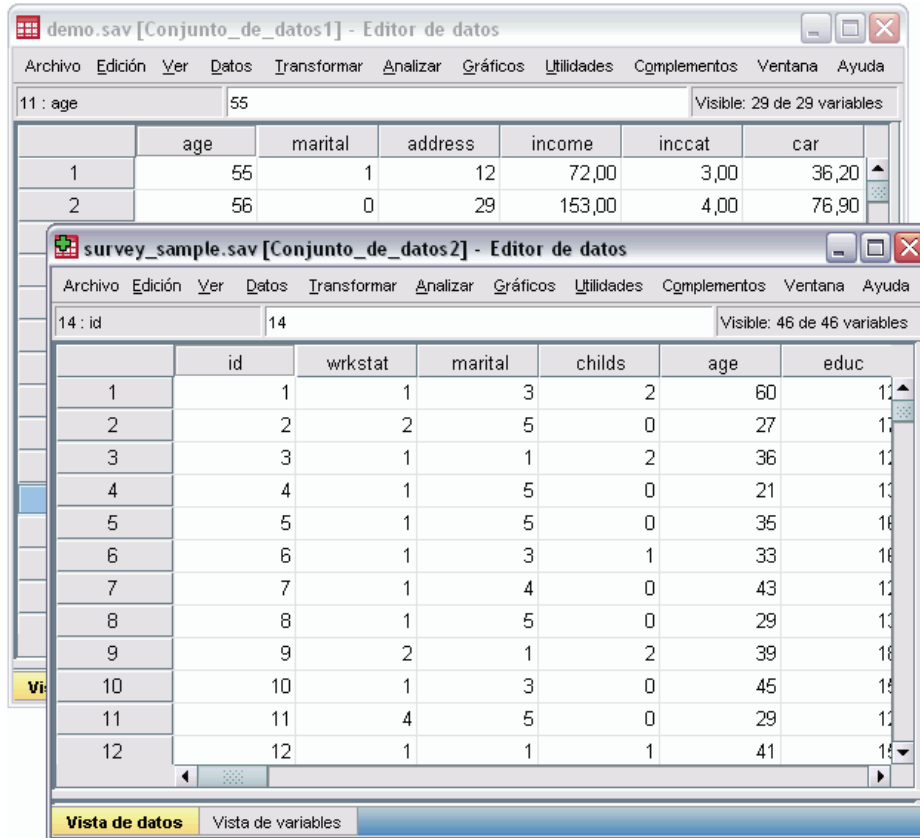 demo.sav [Conjunto_de_datos1] - Editor de datos
Archivo Edición Ver Datos Transformar Analizar Gráficos Utilidades Complementos Ventana Ayuda
11 : age 55 Visible: 29 de 29 variables
age marital address income inccat car
1 55 1 12 72,00 3,00 36,20
2 56 0 29 153,00 4,00 76,90
survey_sample.sav [Conjunto_de_datos2] - Editor de datos
Archivo Edición Ver Datos Transformar Analizar Gráficos Utilidades Complementos Ventana Ayuda
14 : id 14 Visible: 46 de 46 variables
id wrkstat marital childs age educ
1 1 1 3 2 60
2 2 2 5 0 27
3 3 1 1 2 36
4 4 1 5 0 21
5 5 1 5 0 35
6 6 1 3 1 33
7 7 1 4 0 43
8 8 1 5 0 29
9 9 2 1 2 39
10 10 1 3 0 45
11 11 4 5 0 29
12 12 1 1 1 41
Vista de datos Vista de variables